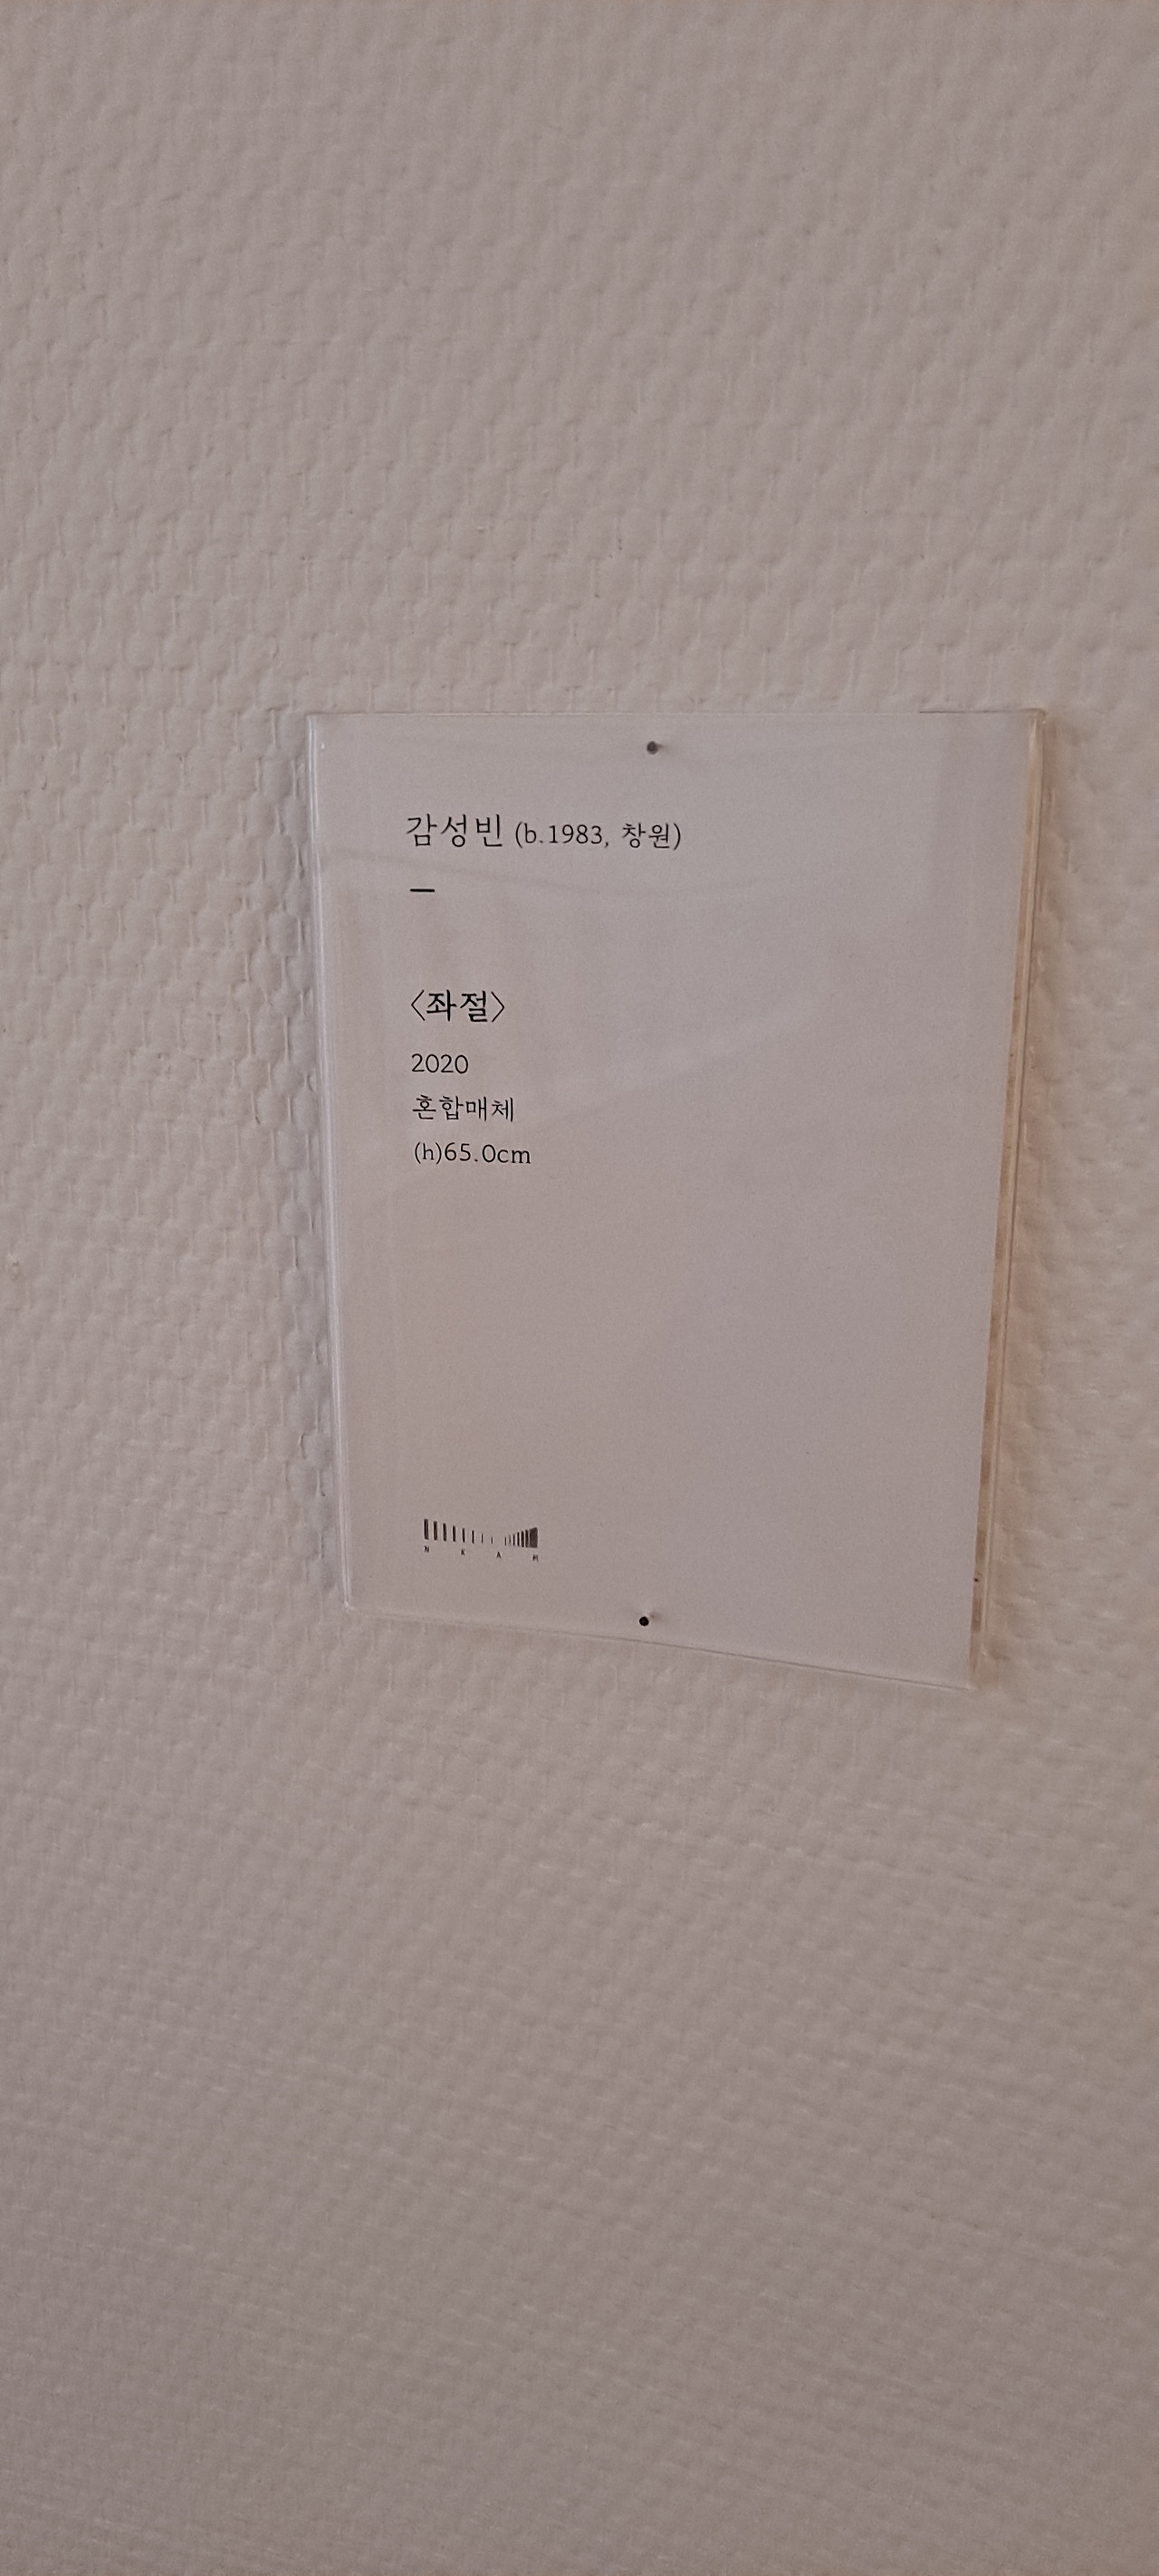 감성빈 (b.1983, 창원)
—
〈좌절〉
2020
혼합매체
(h)65.0cm
N K A M